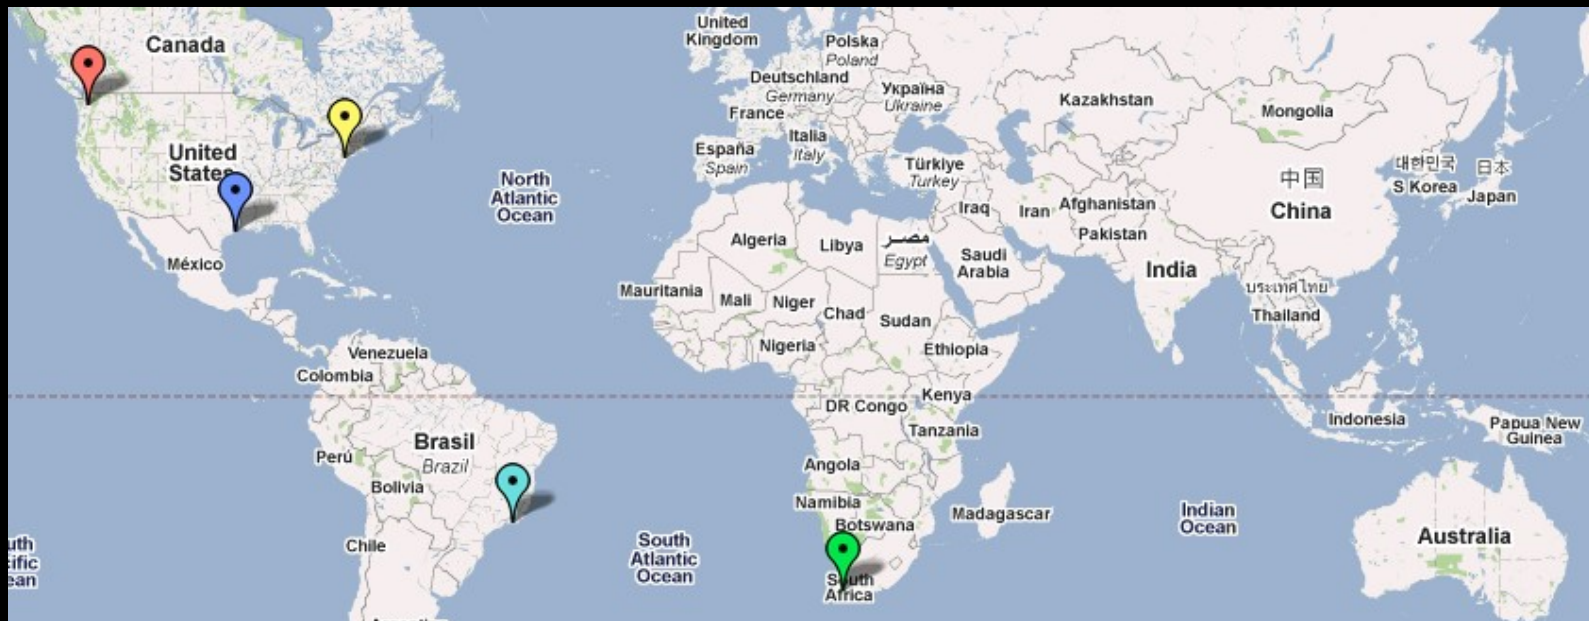 Canada
United
States
México
Venezuela
Colombia
Brasil
Brazil
Perú
Bolivia
Chile
uth
ific
ean
North
Atlantic
Ocean
South
Atlantic
Ocean
United
Kingdom
Polska
Poland
Deutschland
Germany
Україна
Ukraine
France
Italia
Italy
España
Spain
Türkiye
Turkey
Kazakhstan
Mongolia
Iraq
Iran
Afghanistan
Pakistan
中国
China
대한민국
S Korea
日本
Japan
India
Algeria
Libya
مصر
Egypt
Saudi
Arabia
Mauritania
Mali
Niger
Chad
Sudan
Nigeria
Ethiopia
ประเทศไทย
Thailand
Kenya
DR Congo
Tanzania
Indonesia
Papua New
Guinea
Angola
Namibia
Botswana
Madagascar
South
Africa
Indian
Ocean
Australia